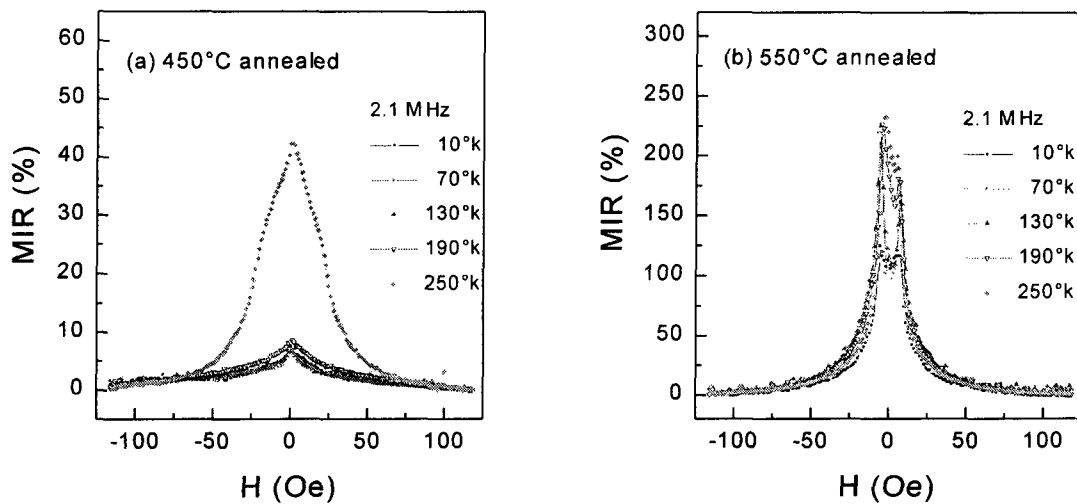 (a) 450°C annealed
2.1 MHz
10°k
70°k
130°k
190°k
250°k
MIR (%)
60
50
40
30
20
10
0
-100 -50 0 50 100
H (Oe)
(b) 550°C annealed
2.1 MHz
10°k
70°k
130°k
190°k
250°k
MIR (%)
300
250
200
150
100
50
0
-100 -50 0 50 100
H (Oe)